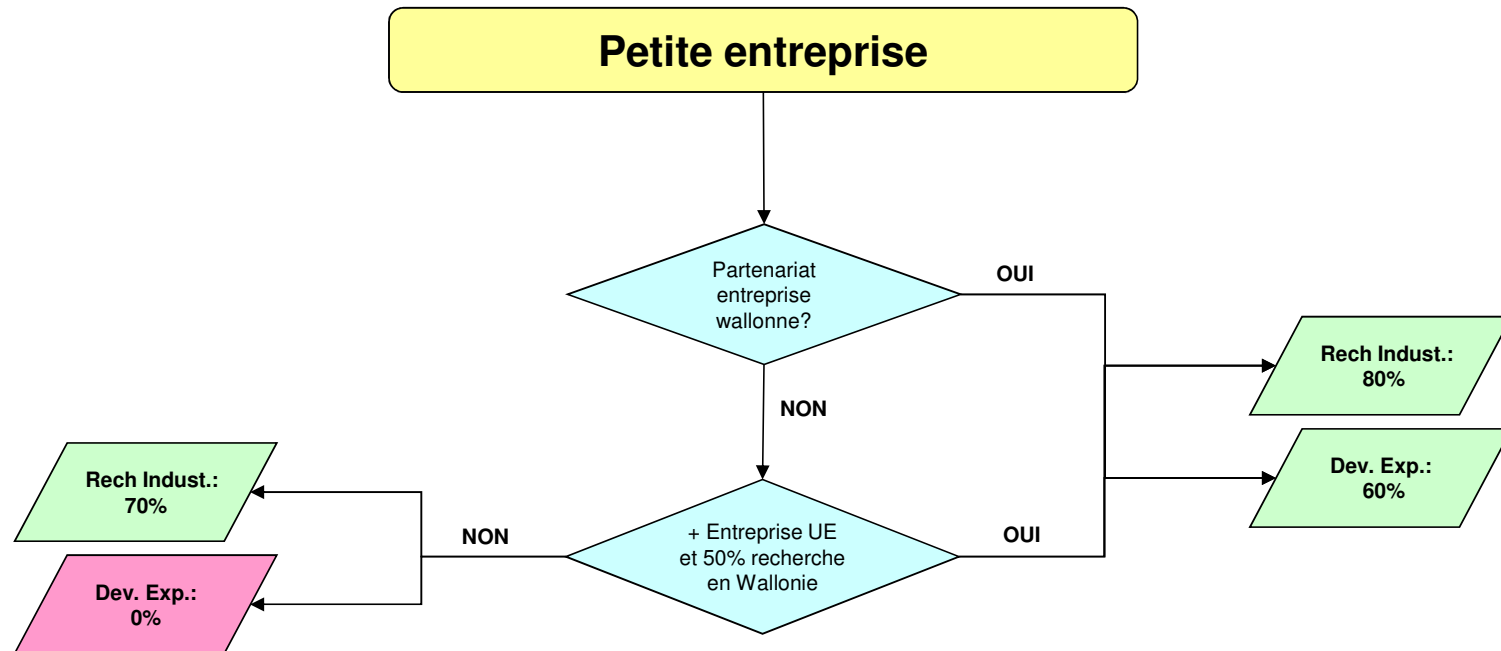 Petite entreprise
Partenariat
entreprise
wallonne?
OUI
Rech Indust.:
80%
NON
Dev. Exp.:
60%
Rech Indust.:
70%
NON
+ Entreprise UE
et 50% recherche
en Wallonie
OUI
Dev. Exp.:
0%